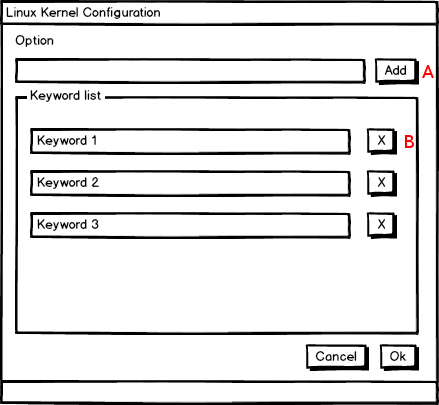 Linux Kernel Configuration
Option
Add A
Keyword list
Keyword 1 X B
Keyword 2 X
Keyword 3 X
Cancel Ok